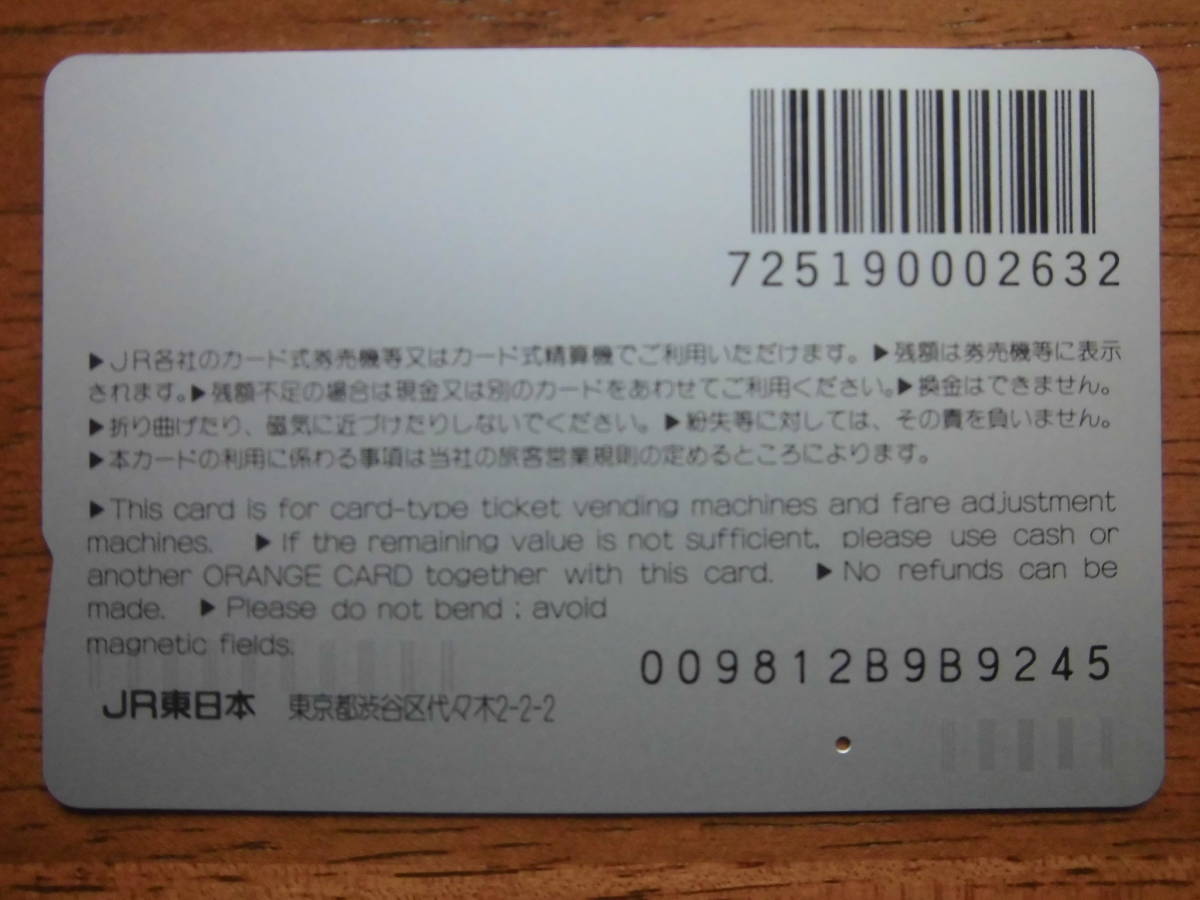 725190002632
▶JR各社のカード式券売機等又はカード式精算機でご利用いただけます。▶残額は券売機等に表示
されます。▶残額不足の場合は現金又は別のカードをあわせてご利用ください。▶換金はできません。
▶折り曲げたり、磁気に近づけたりしないでください。▶紛失等に対しては、その責を負いません。
▶本カードの利用に係わる事項は当社の旅客営業規則の定めるところによります。
▶This card is for card-type ticket vending machines and fare adjustment
machines. ▶If the remaining value is not sufficient, please use cash or
another ORANGE CARD together with this card. ▶No refunds can be
made. ▶Please do not bend ; avoid
magnetic fields.
009812B9B9245
JR東日本 東京都渋谷区代々木2-2-2